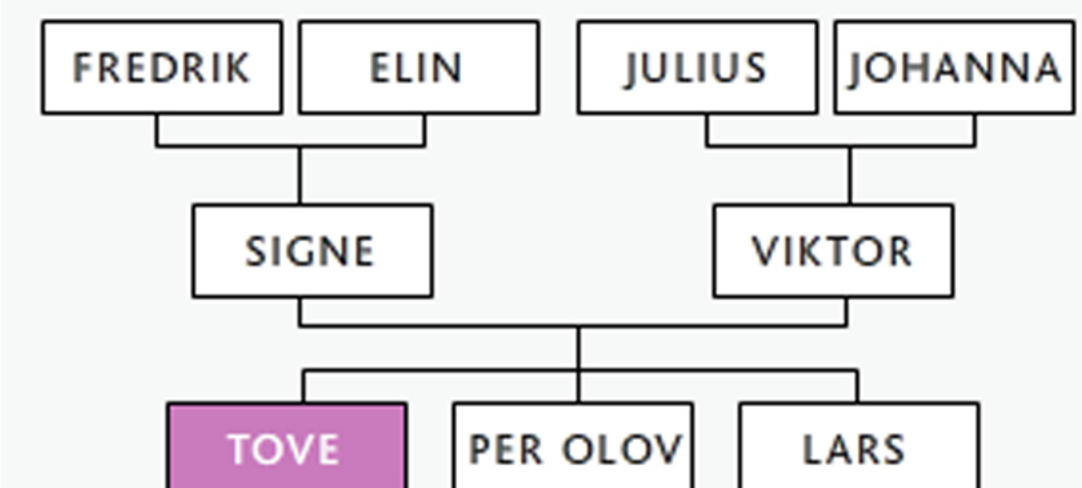 FREDRIK ELIN JULIUS JOHANNA
SIGNE VIKTOR
TOVE PER OLOV LARS